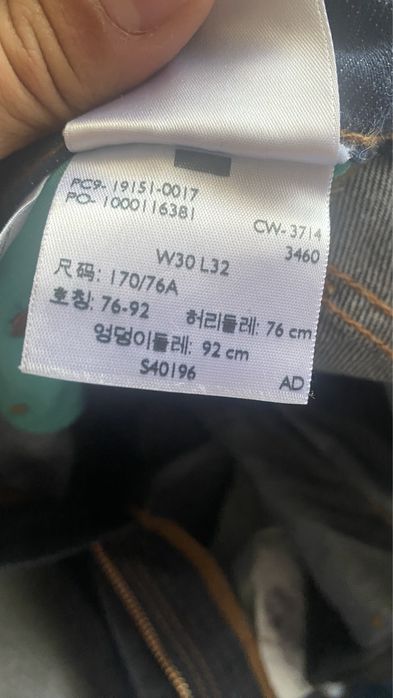 PC9- 19151-0017
PO- 1000116381
CW- 3714
3460
W30 L32
尺码: 170/76A
호칭: 76-92 허리둘레: 76 cm
엉덩이둘레: 92 cm
S40196
AD